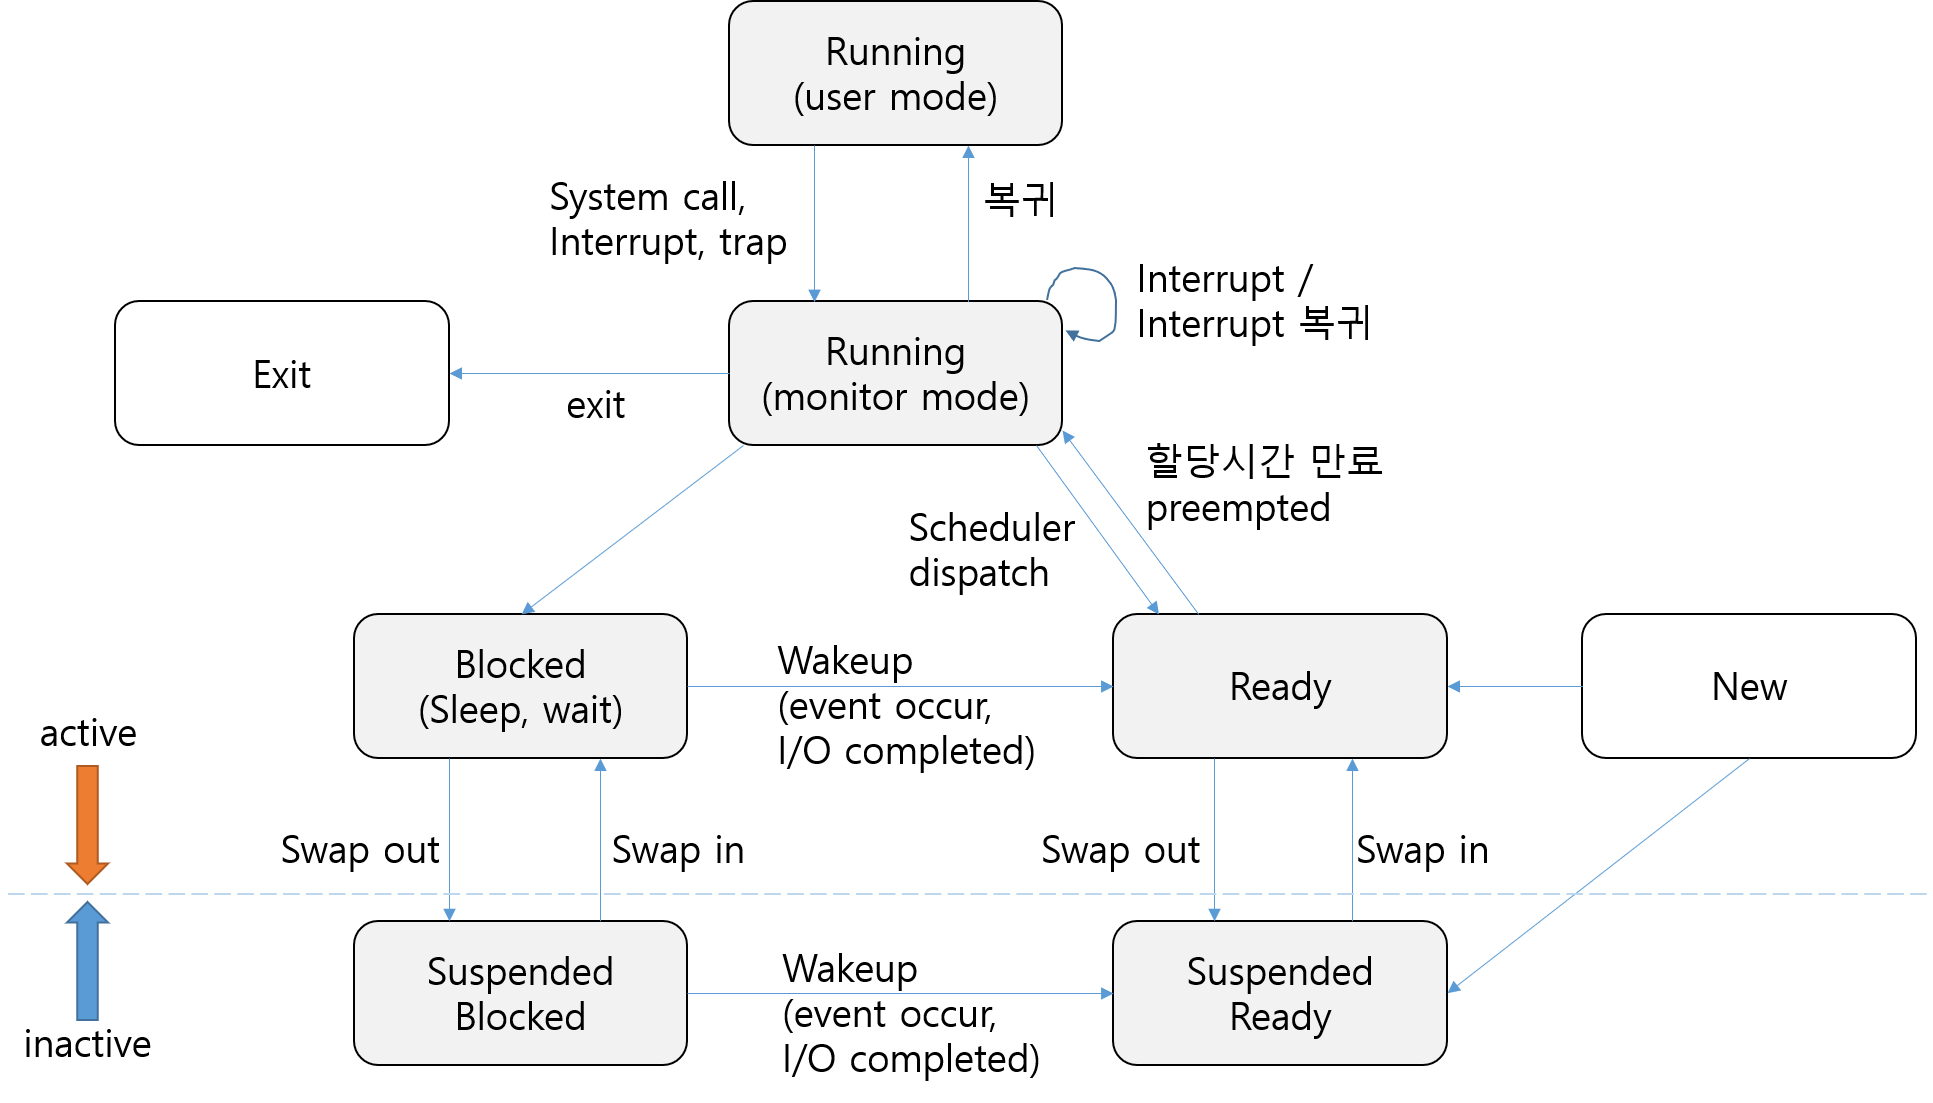 Running
(user mode)
System call,
Interrupt, trap
복귀
Interrupt /
Interrupt 복귀
Exit
exit
Running
(monitor mode)
할당시간 만료
preempted
Scheduler
dispatch
Blocked
(Sleep, wait)
Wakeup
(event occur,
I/O completed)
Ready
New
active
Swap out
Swap in
Swap out
Swap in
inactive
Suspended
Blocked
Wakeup
(event occur,
I/O completed)
Suspended
Ready